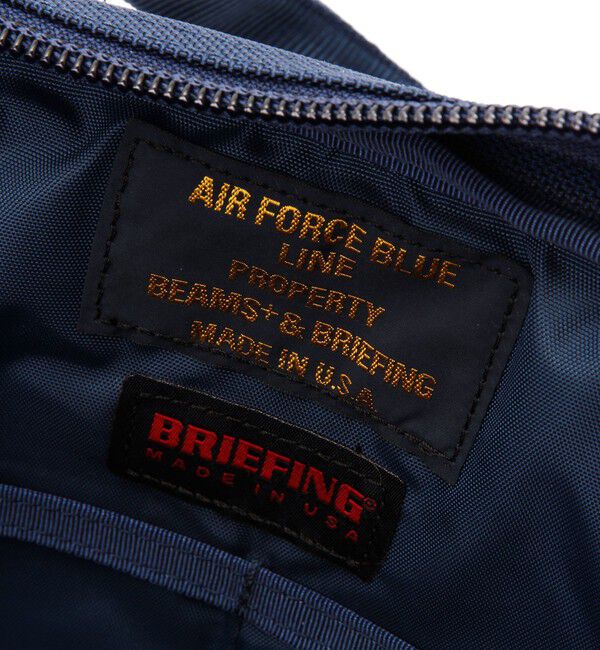 AIR FORCE BLUE
LINE
PROPERTY
BEAMS+ & BRIEFING
MADE IN U.S.A.
BRIEFING®
MADE IN USA